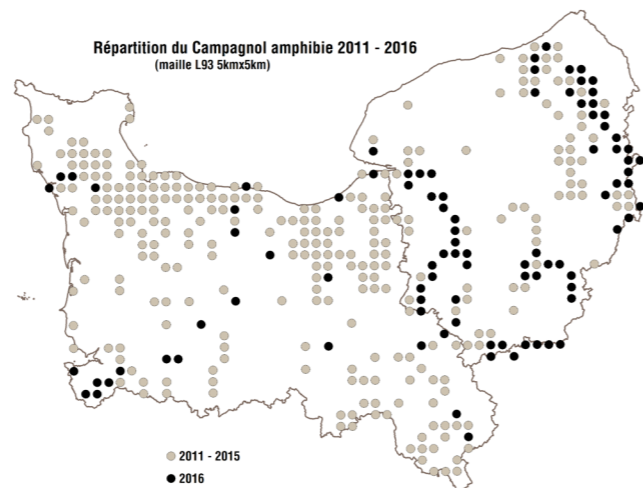 Répartition du Campagnol amphibie 2011 - 2016
(maille L93 5kmx5km)
2011 - 2015
2016